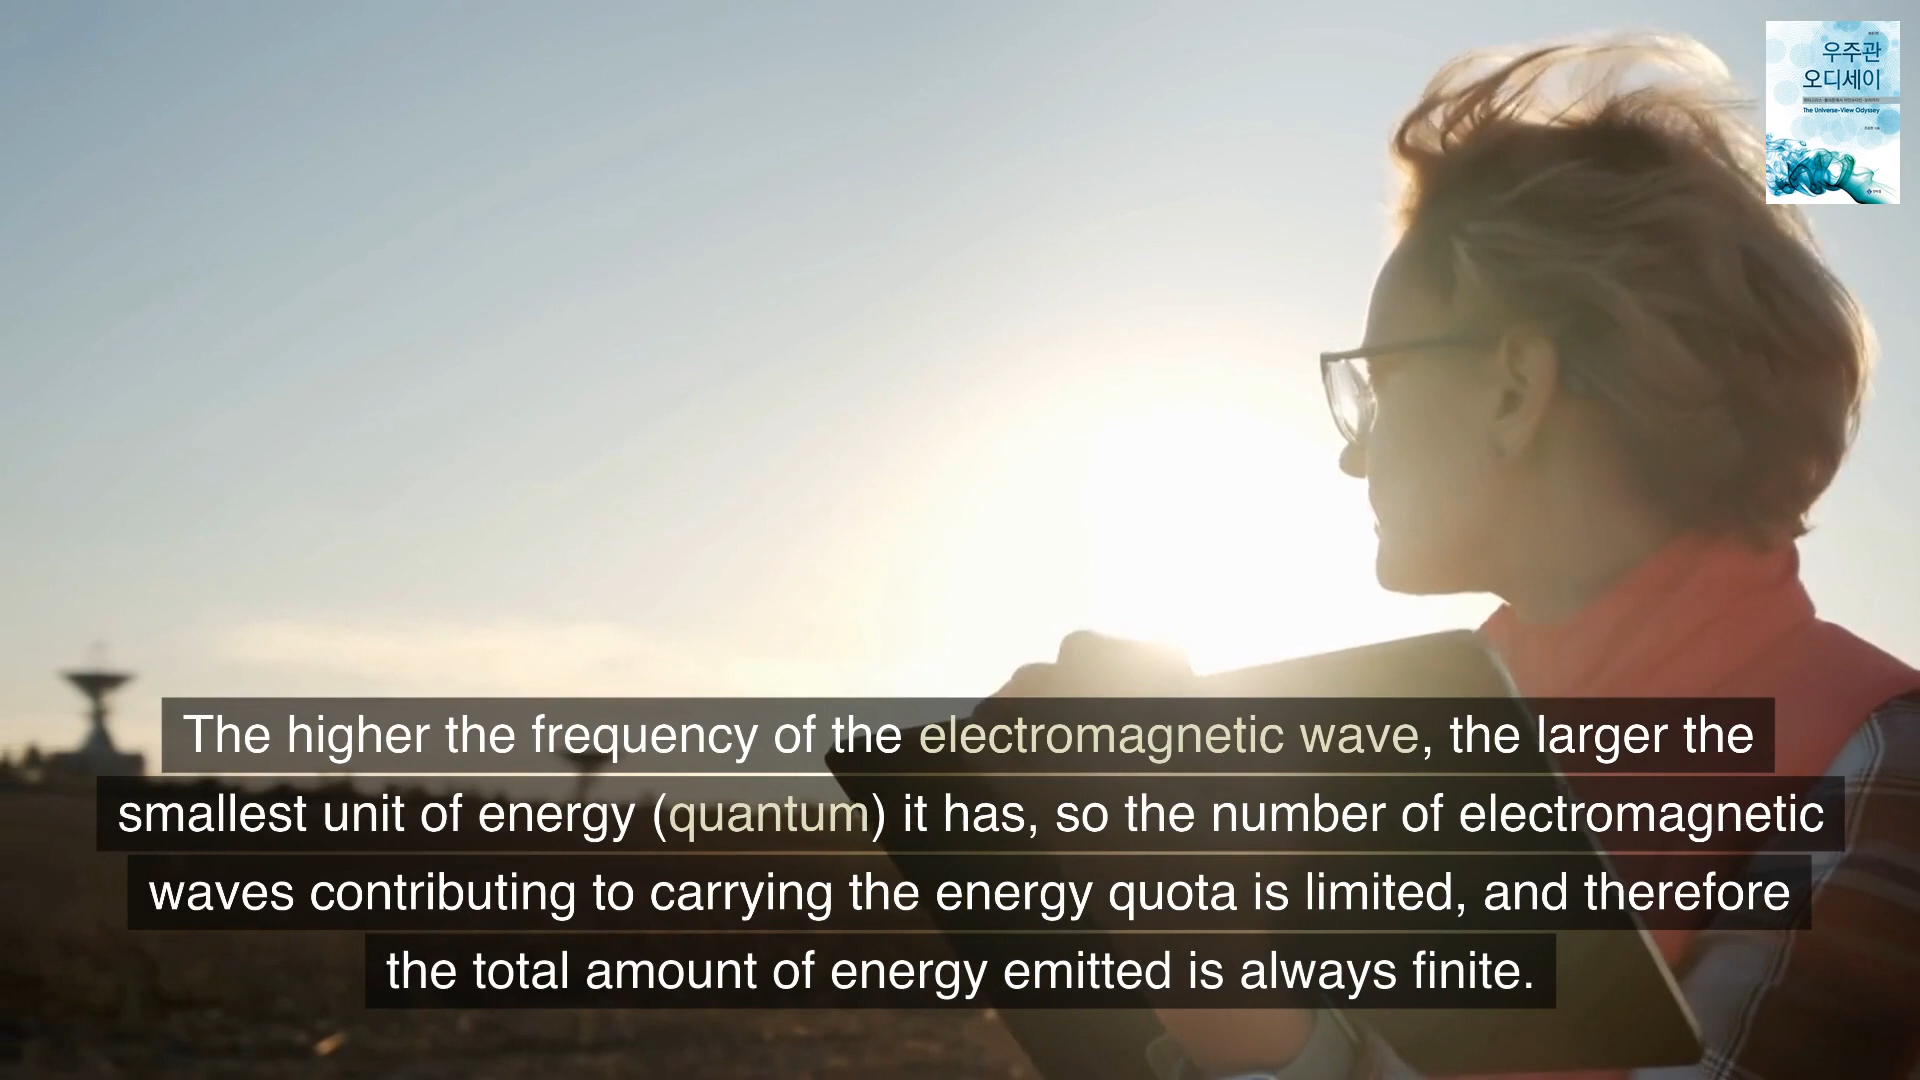 우주관
오디세이
The Universe-View Odyssey
The higher the frequency of the electromagnetic wave, the larger the
smallest unit of energy (quantum) it has, so the number of electromagnetic
waves contributing to carrying the energy quota is limited, and therefore
the total amount of energy emitted is always finite.